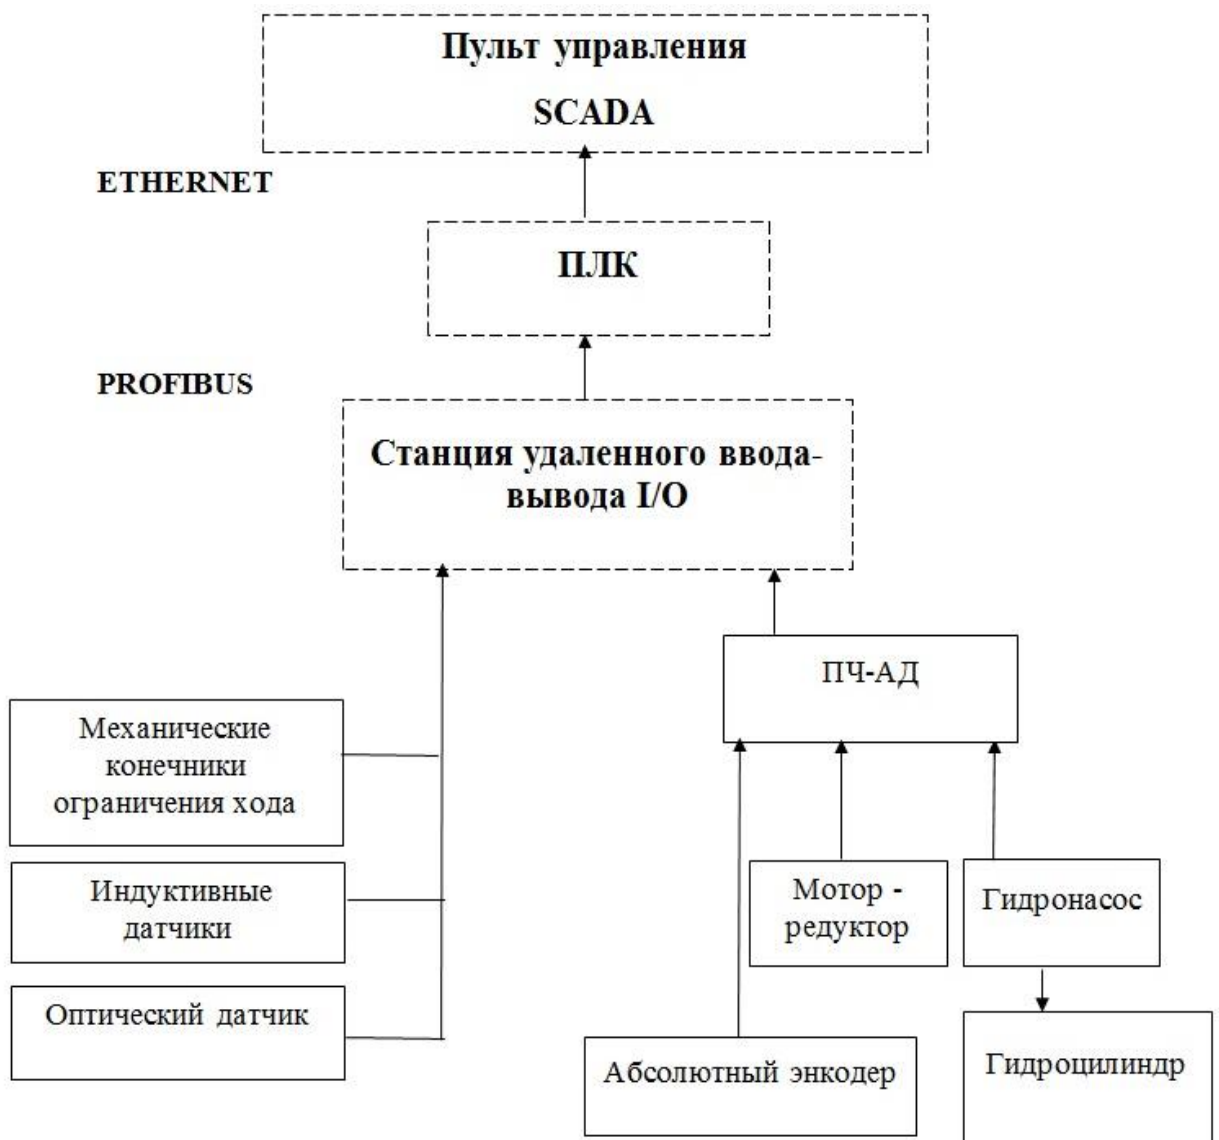 Пульт управления
SCADA
ETHERNET
ПЛК
PROFIBUS
Станция удаленного ввода-
вывода I/O
ПЧ-АД
Механические
конечники
ограничения хода
Индуктивные
датчики
Мотор -
редуктор
Гидронасос
Оптический датчик
Абсолютный энкодер
Гидроцилиндр